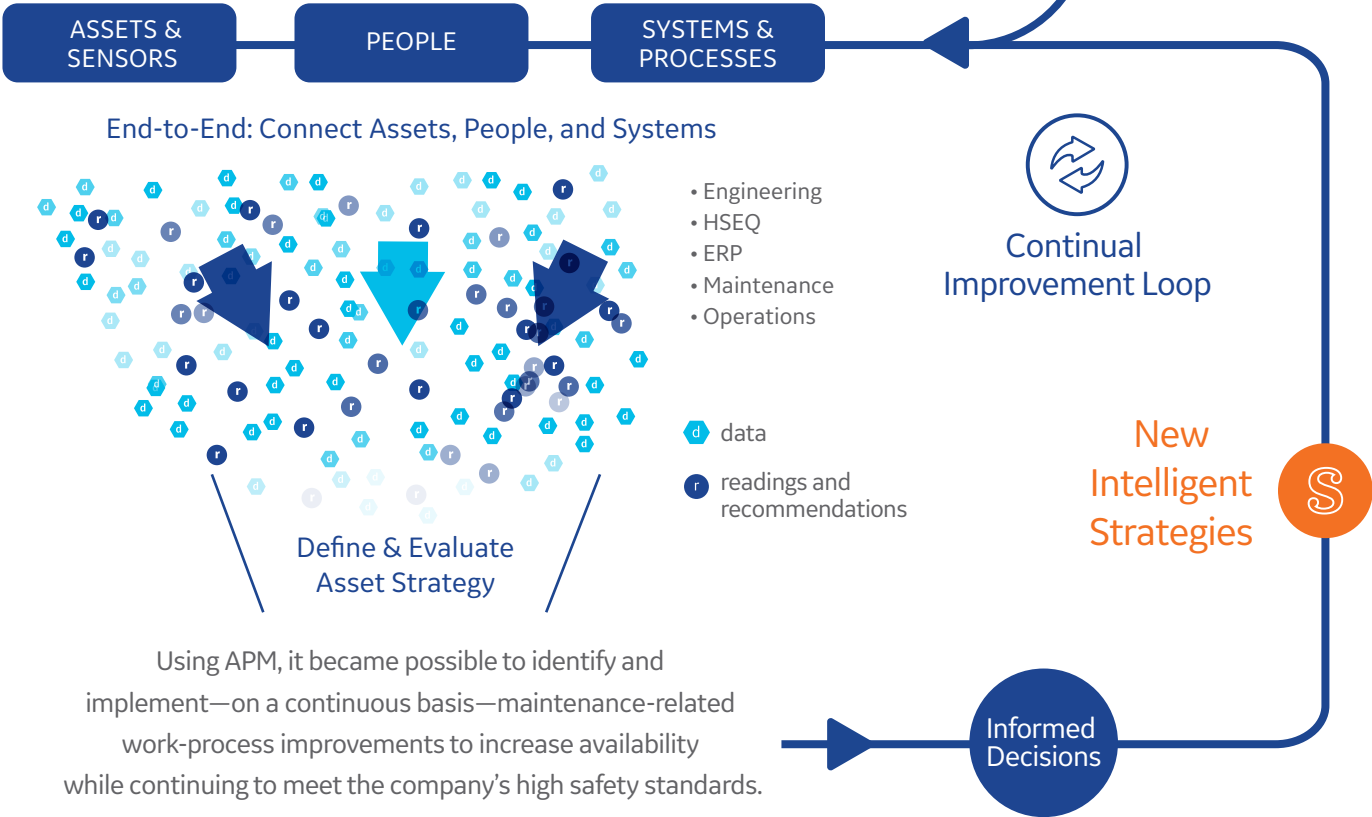 ASSETS &
SENSORS
PEOPLE
SYSTEMS &
PROCESSES
End-to-End: Connect Assets, People, and Systems
• Engineering
• HSEQ
• ERP
• Maintenance
• Operations
Continual
Improvement Loop
d data
r readings and
recommendations
New
Intelligent
Strategies
S
Define & Evaluate
Asset Strategy
Using APM, it became possible to identify and
implement—on a continuous basis—maintenance-related
work-process improvements to increase availability
while continuing to meet the company's high safety standards.
Informed
Decisions